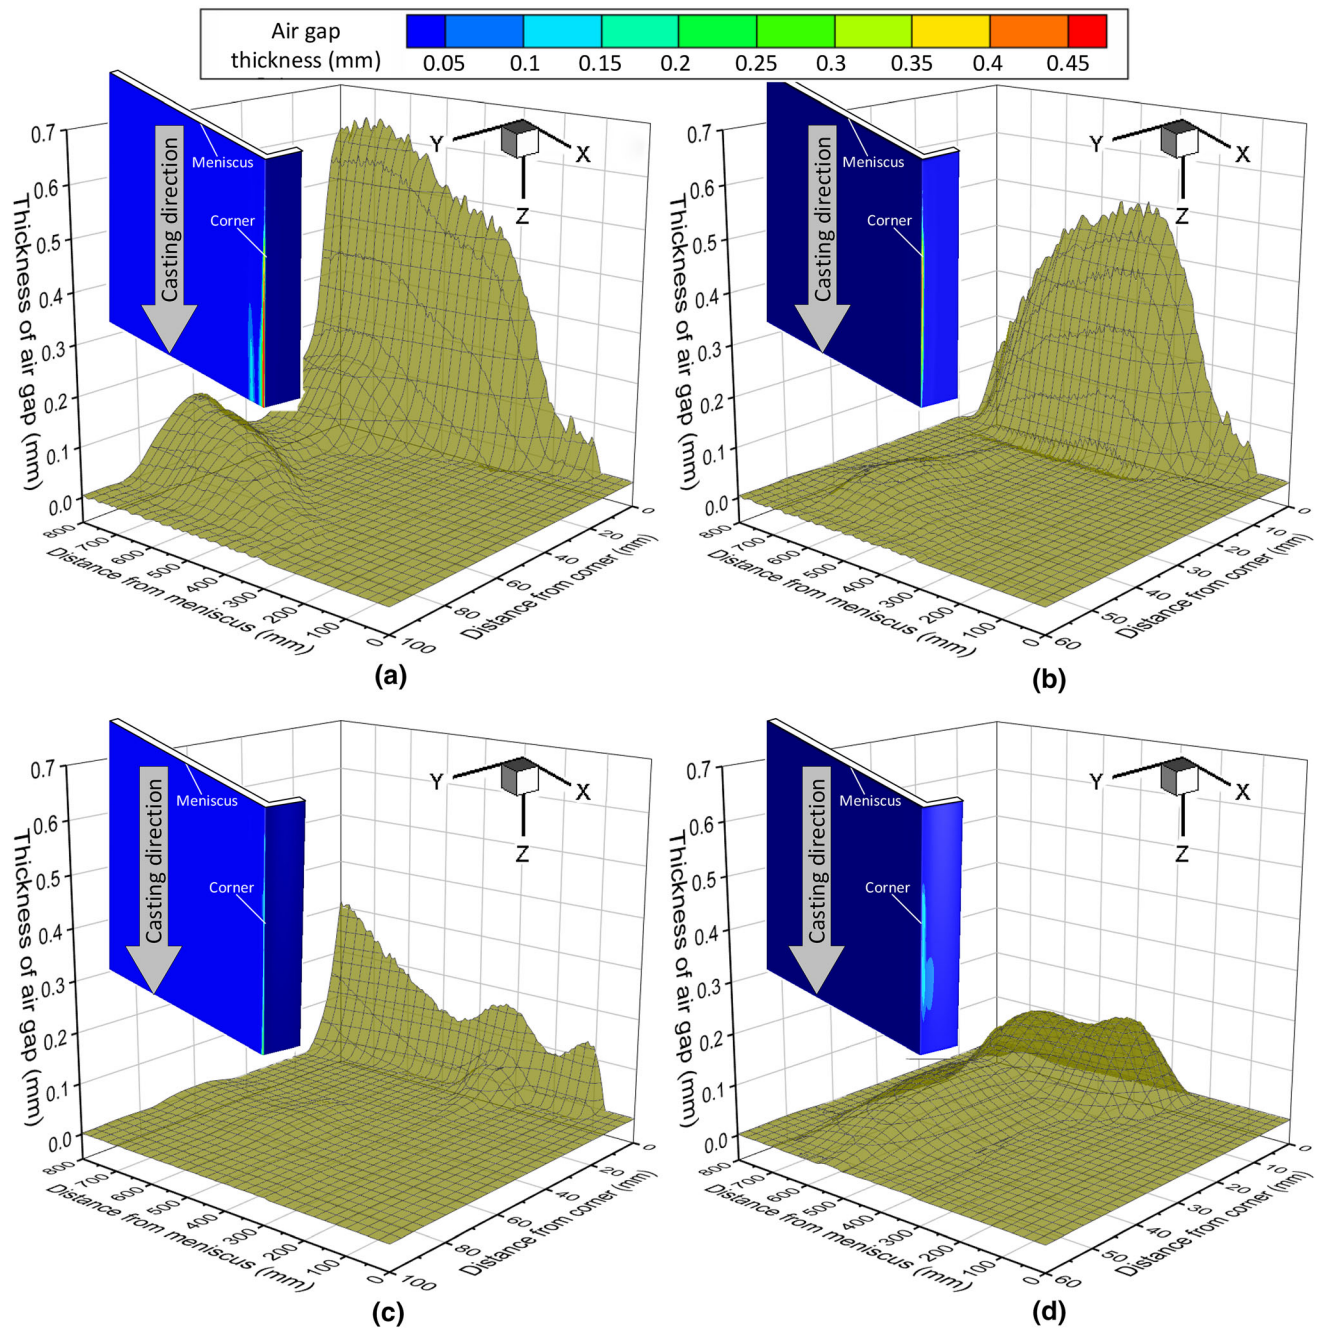 Air gap
thickness (mm)
0.05 0.1 0.15 0.2 0.25 0.3 0.35 0.4 0.45
Thickness of air gap (mm)
0.7
0.6
0.5
0.4
0.3
0.2
0.1
0.0
Meniscus
Corner
Casting direction
Y X
Z
800 700 600 500 400 300 200 100 0
Distance from meniscus (mm)
0 20 40 60 80 100
Distance from corner (mm)
(a)
Thickness of air gap (mm)
0.7
0.6
0.5
0.4
0.3
0.2
0.1
0.0
Meniscus
Corner
Casting direction
Y X
Z
800 700 600 500 400 300 200 100 0
Distance from meniscus (mm)
0 10 20 30 40 50 60
Distance from corner (mm)
(b)
Thickness of air gap (mm)
0.7
0.6
0.5
0.4
0.3
0.2
0.1
0.0
Meniscus
Corner
Casting direction
Y X
Z
800 700 600 500 400 300 200 100 0
Distance from meniscus (mm)
0 20 40 60 80 100
Distance from corner (mm)
(c)
Thickness of air gap (mm)
0.7
0.6
0.5
0.4
0.3
0.2
0.1
0.0
Meniscus
Corner
Casting direction
Y X
Z
800 700 600 500 400 300 200 100 0
Distance from meniscus (mm)
0 10 20 30 40 50 60
Distance from corner (mm)
(d)